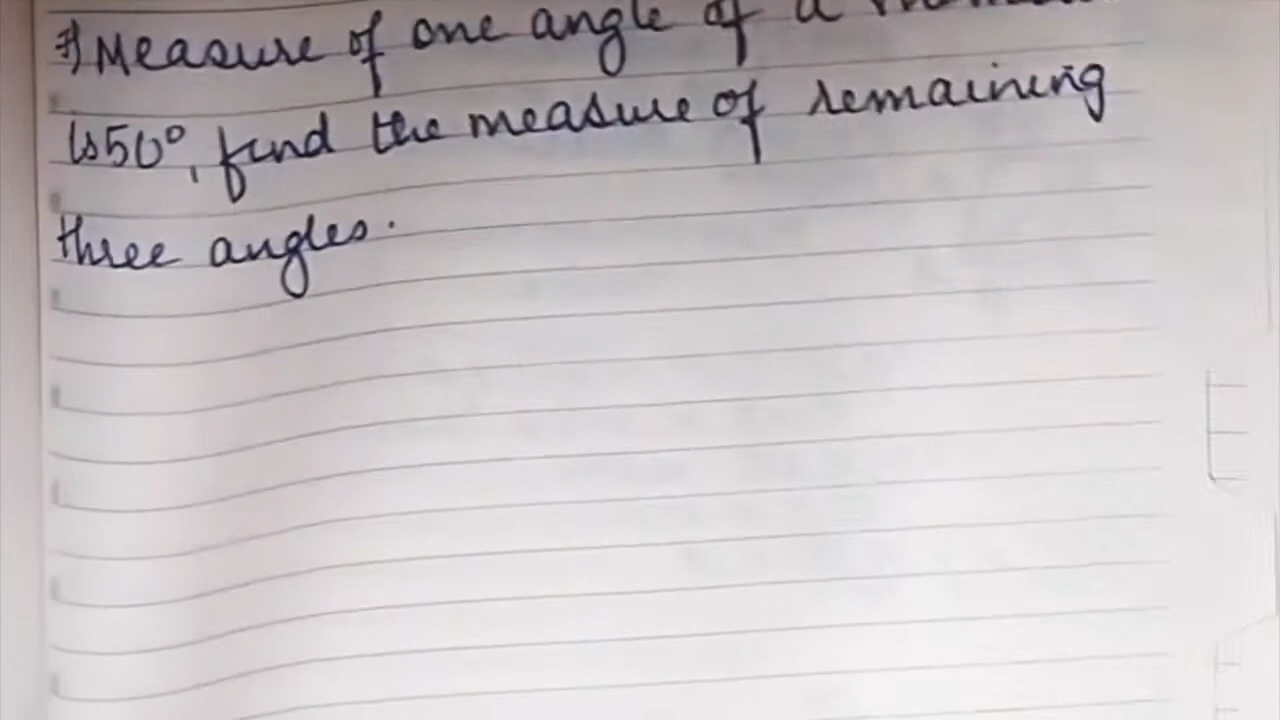 7) Measure of one angle of a
is 50°, find the measure of remaining
three angles.